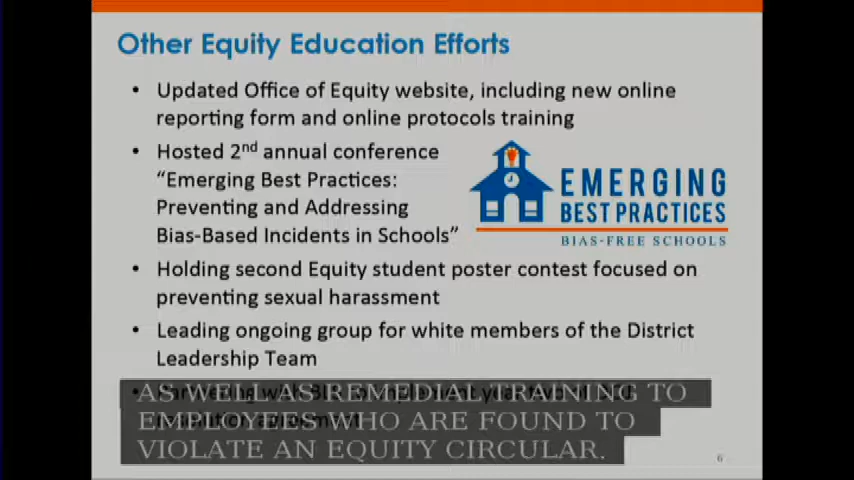 Other Equity Education Efforts
• Updated Office of Equity website, including new online
reporting form and online protocols training
• Hosted 2nd annual conference
"Emerging Best Practices:
Preventing and Addressing
Bias-Based Incidents in Schools"
EMERGING
BEST PRACTICES
BIAS-FREE SCHOOLS
• Holding second Equity student poster contest focused on
preventing sexual harassment
• Leading ongoing group for white members of the District
Leadership Team
AS WELL AS REMEDIAL TRAINING TO
EMPLOYEES WHO ARE FOUND TO
VIOLATE AN EQUITY CIRCULAR.
6